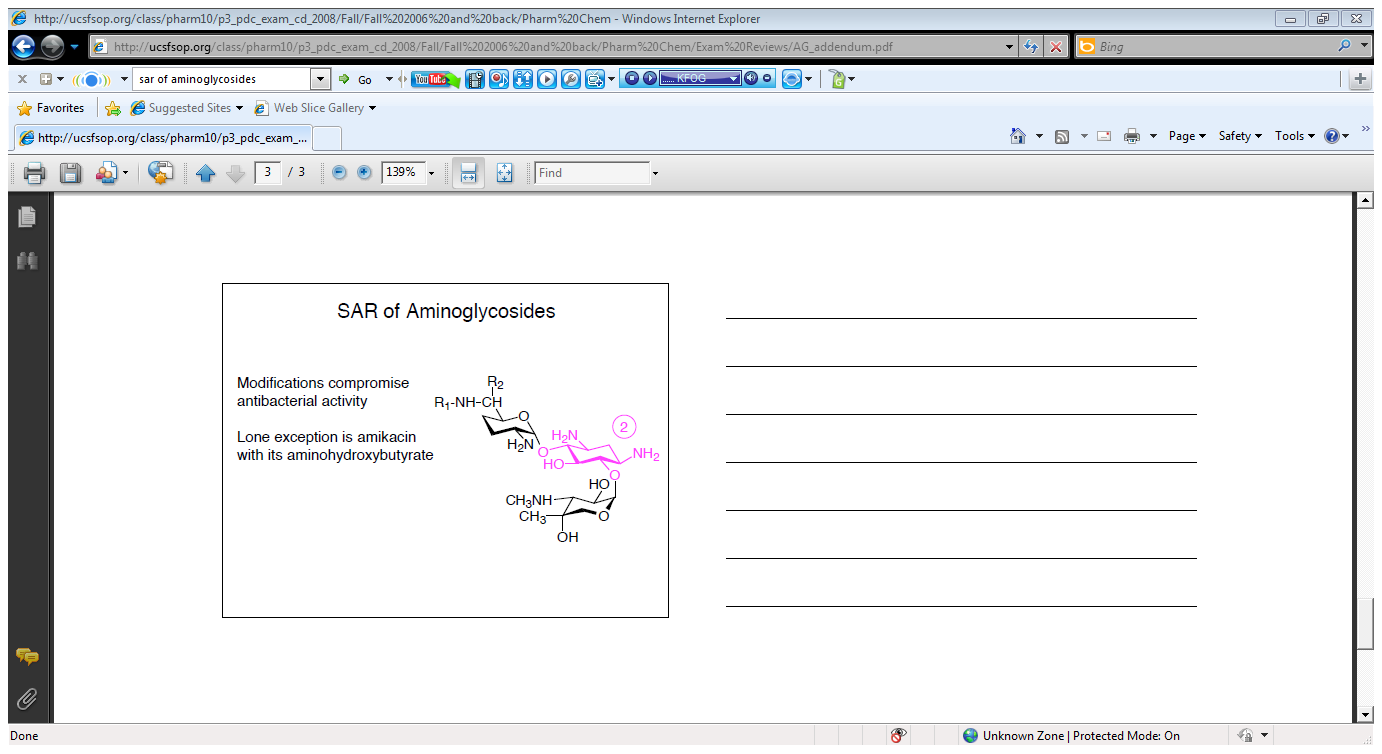 http://ucsfsop.org/class/pharm10/p3_pdc_exam_cd_2008/Fall/Fall%202006%20and%20back/Pharm%20Chem - Windows Internet Explorer
http://ucsfsop.org/class/pharm10/p3_pdc_exam_cd_2008/Fall/Fall%202006%20and%20back/Pharm%20Chem/Exam%20Reviews/AG_addendum.pdf Bing
sar of aminoglycosides Go YouTube ..... KFOG
Favorites Suggested Sites Web Slice Gallery
http://ucsfsop.org/class/pharm10/p3_pdc_exam_... Page Safety Tools
3 / 3 139% Find
SAR of Aminoglycosides
Modifications compromise
antibacterial activity
Lone exception is amikacin
with its aminohydroxybutyrate
R2
R1-NH-CH
O
H2N
O
H2N
2
NH2
HO
O
HO
CH3NH
CH3
O
OH
Done Unknown Zone | Protected Mode: On